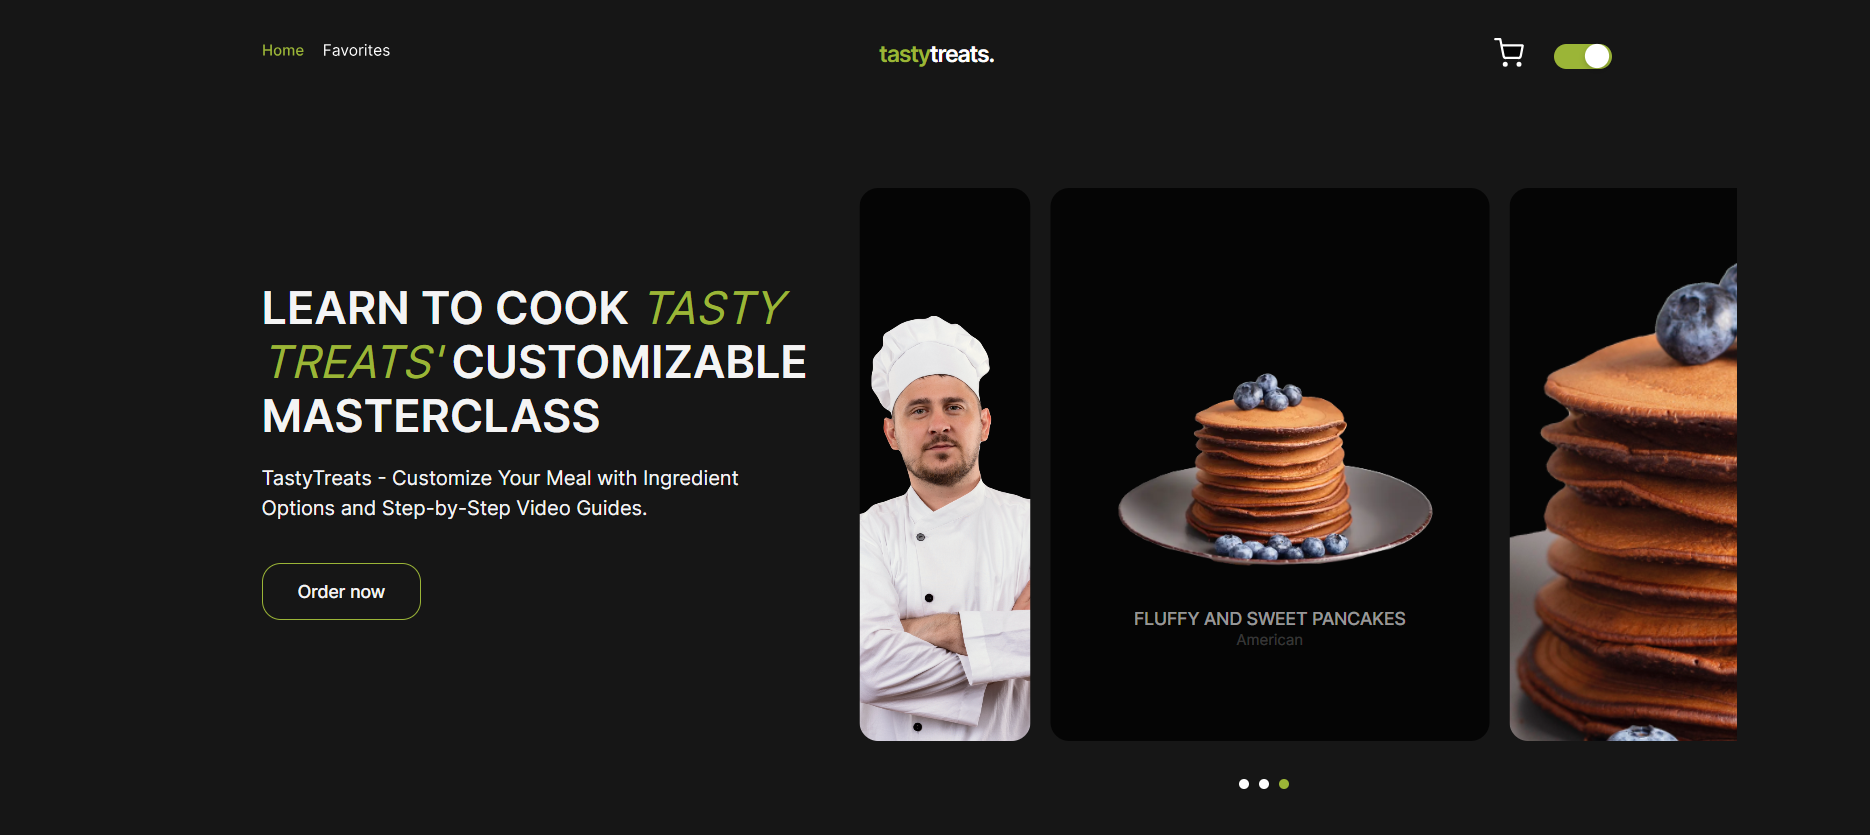 Home Favorites
tastytreats.
LEARN TO COOK TASTY
TREATS' CUSTOMIZABLE
MASTERCLASS
TastyTreats - Customize Your Meal with Ingredient
Options and Step-by-Step Video Guides.
Order now
FLUFFY AND SWEET PANCAKES
American